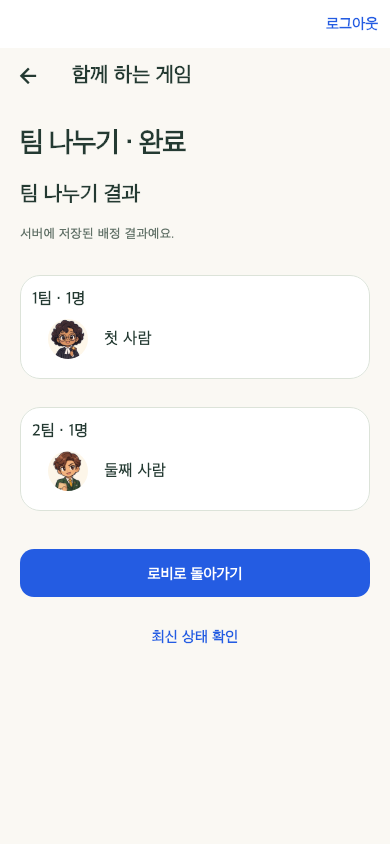 로그아웃
함께 하는 게임
팀 나누기 · 완료
팀 나누기 결과
서버에 저장된 배정 결과예요.
1팀 · 1명
첫 사람
2팀 · 1명
둘째 사람
로비로 돌아가기
최신 상태 확인